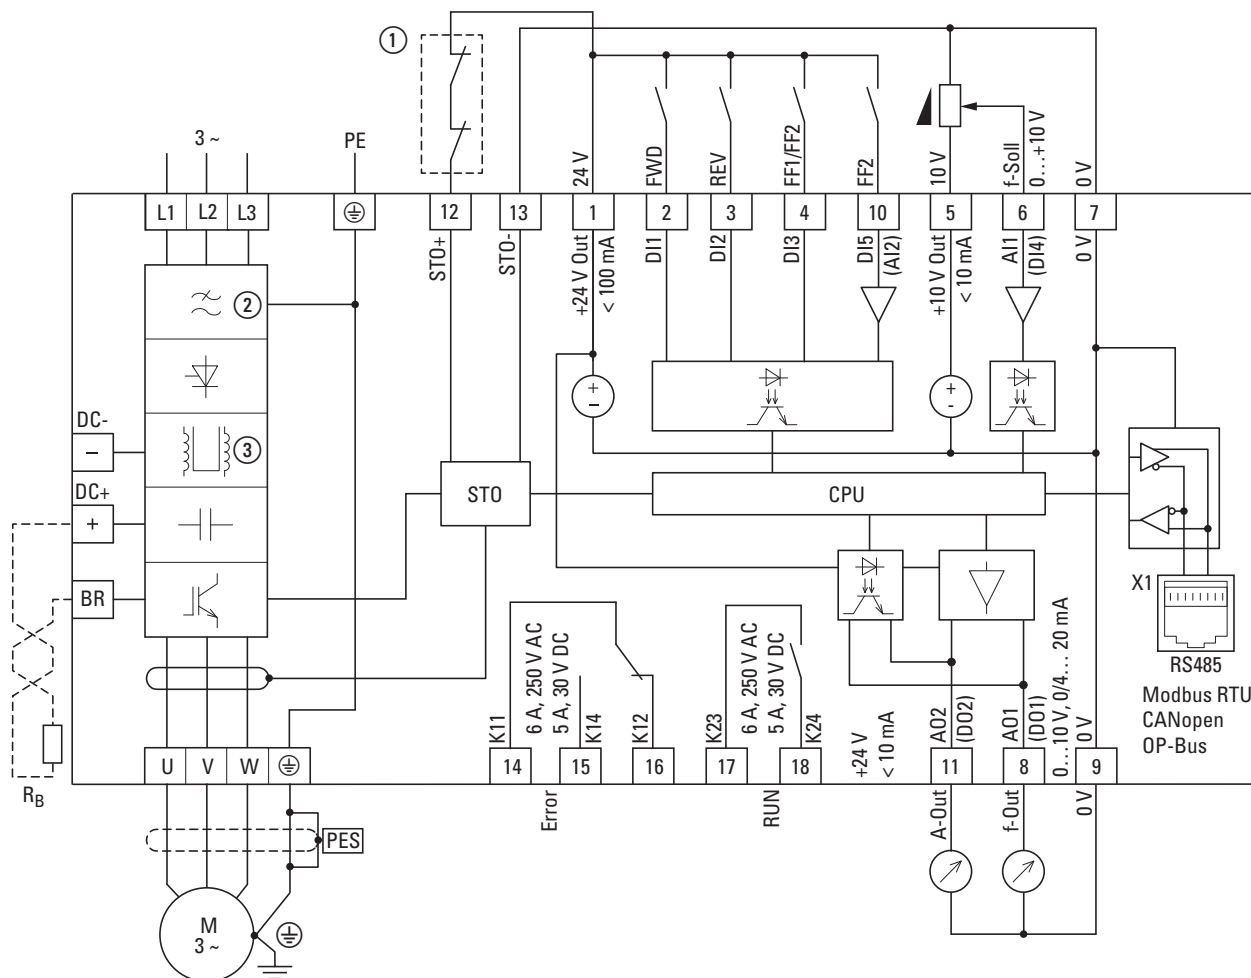 ①
3 ~
PE
24 V
FWD
REV
FF1/FF2
FF2
10 V
f-Soll
0…+10 V
0 V
L1
L2
L3
12
13
1
2
3
4
10
5
6
7
STO+
STO-
+24 V Out
< 100 mA
DI1
DI2
DI3
DI5
(AI2)
+10 V Out
< 10 mA
AI1
(DI4)
0 V
②
+
−
+
-
DC-
−
③
STO
CPU
DC+
+
BR
X1
RS485
Modbus RTU
CANopen
OP-Bus
K11
6 A, 250 V AC
5 A, 30 V DC
K14
K12
K23
6 A, 250 V AC
5 A, 30 V DC
K24
+24 V
< 10 mA
AO2
(DO2)
AO1
(DO1)
0…10 V, 0/4…20 mA
0 V
U
V
W
14
15
16
17
18
11
8
9
RB
Error
RUN
A-Out
f-Out
0 V
PES
M
3 ~